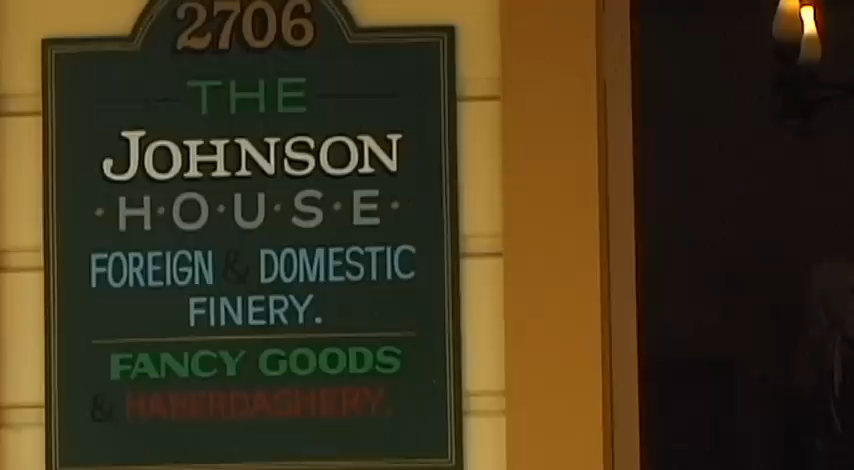 2706
THE
JOHNSON
·H·O·U·S·E·
FOREIGN & DOMESTIC
FINERY.
FANCY GOODS
& HABERDASHERY.